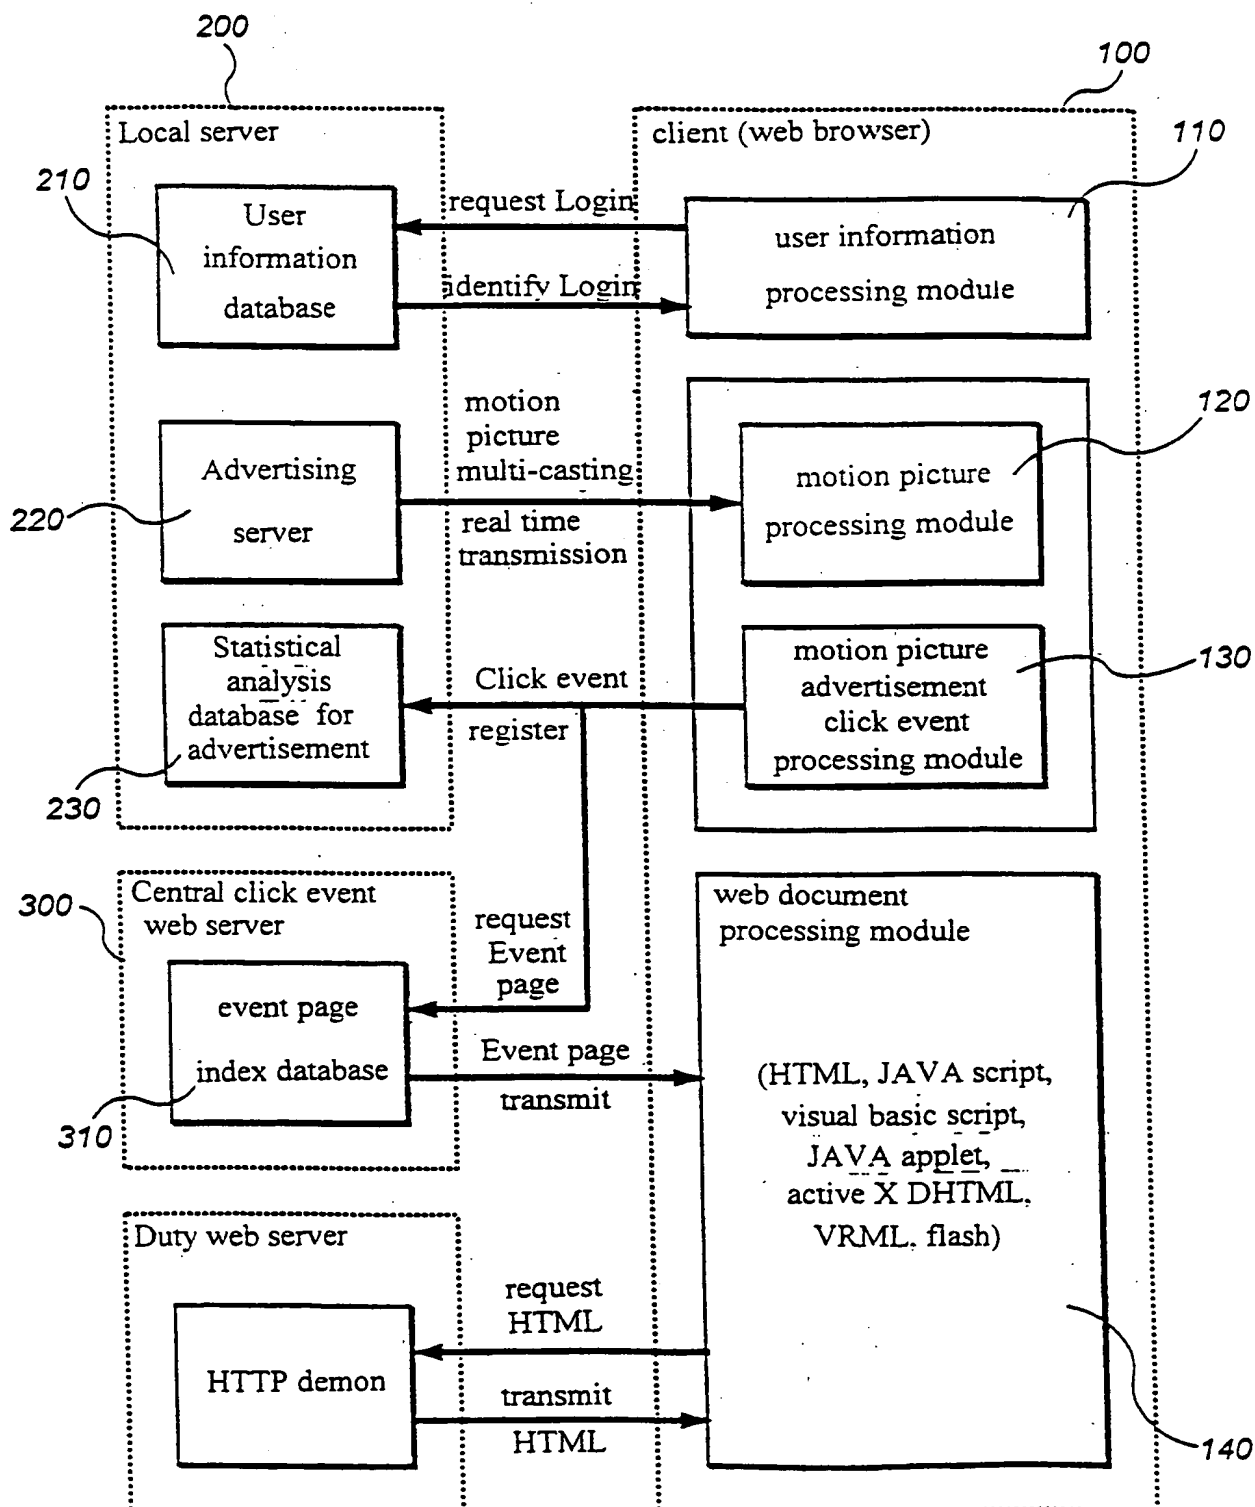 200
100
Local server
client (web browser)
110
210
User
information
database
request Login
identify Login
user information
processing module
motion
picture
multi-casting
real time
transmission
120
220
Advertising
server
motion picture
processing module
Statistical
analysis
database for
advertisement
230
Click event
register
motion picture
advertisement
click event
processing module
130
300
Central click event
web server
event page
index database
310
request
Event
page
Event page
transmit
web document
processing module
(HTML, JAVA script,
visual basic script,
JAVA applet,
active X DHTML,
VRML, flash)
Duty web server
HTTP demon
request
HTML
transmit
HTML
140